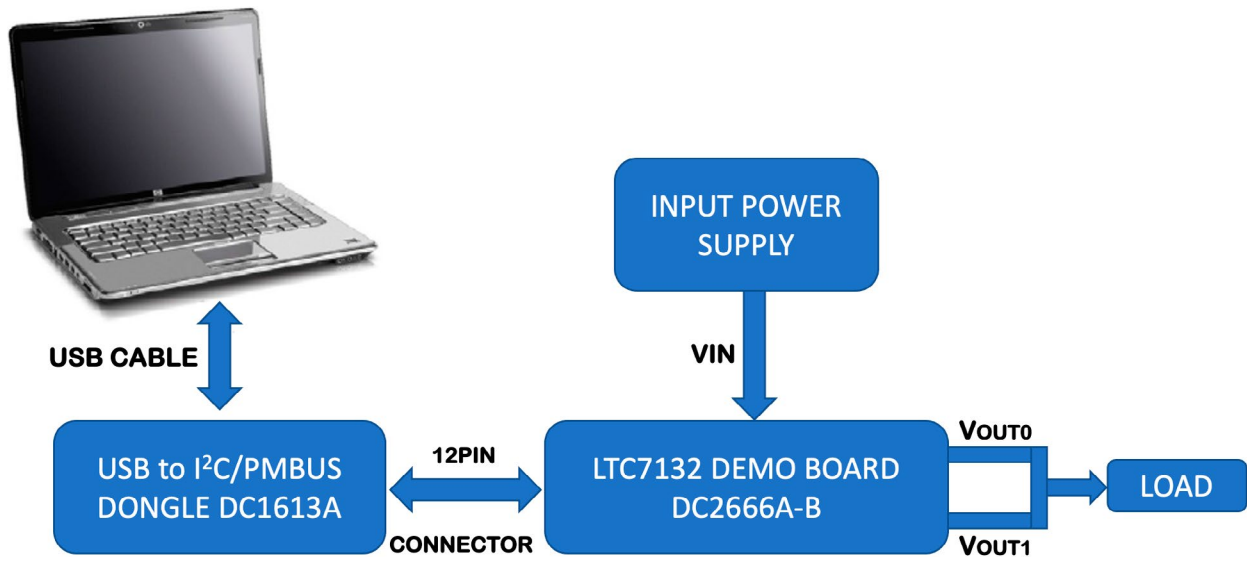 INPUT POWER
SUPPLY
USB CABLE
VIN
USB to I²C/PMBUS
DONGLE DC1613A
12PIN
CONNECTOR
LTC7132 DEMO BOARD
DC2666A-B
VOUT0
VOUT1
LOAD